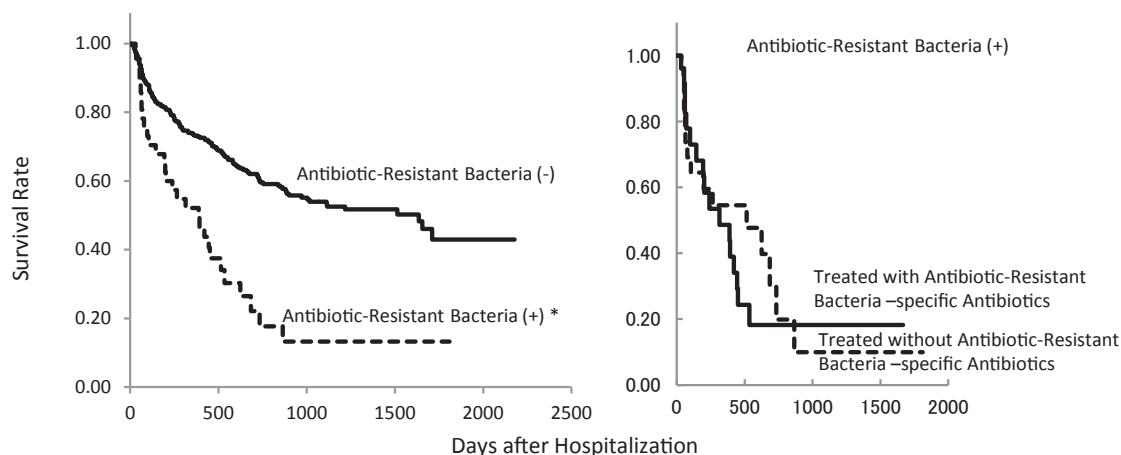 Survival Rate
1.00
0.80
0.60
0.40
0.20
0.00
Antibiotic-Resistant Bacteria (-)
Antibiotic-Resistant Bacteria (+) *
0
500
1000
1500
2000
2500
Antibiotic-Resistant Bacteria (+)
1.00
0.80
0.60
0.40
0.20
0.00
Treated with Antibiotic-Resistant
Bacteria –specific Antibiotics
Treated without Antibiotic-Resistant
Bacteria –specific Antibiotics
0
500
1000
1500
2000
Days after Hospitalization